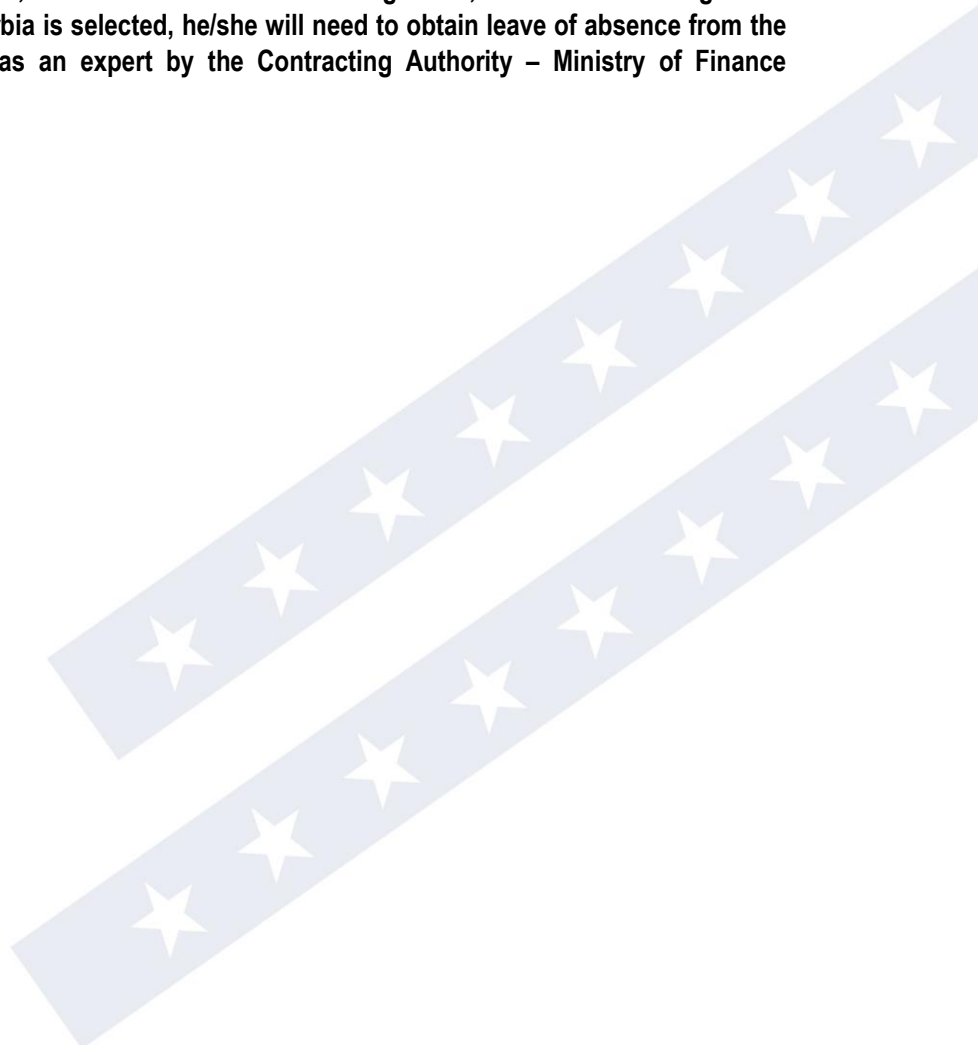 bia is selected, he/she will need to obtain leave of absence from the
as an expert by the Contracting Authority – Ministry of Finance